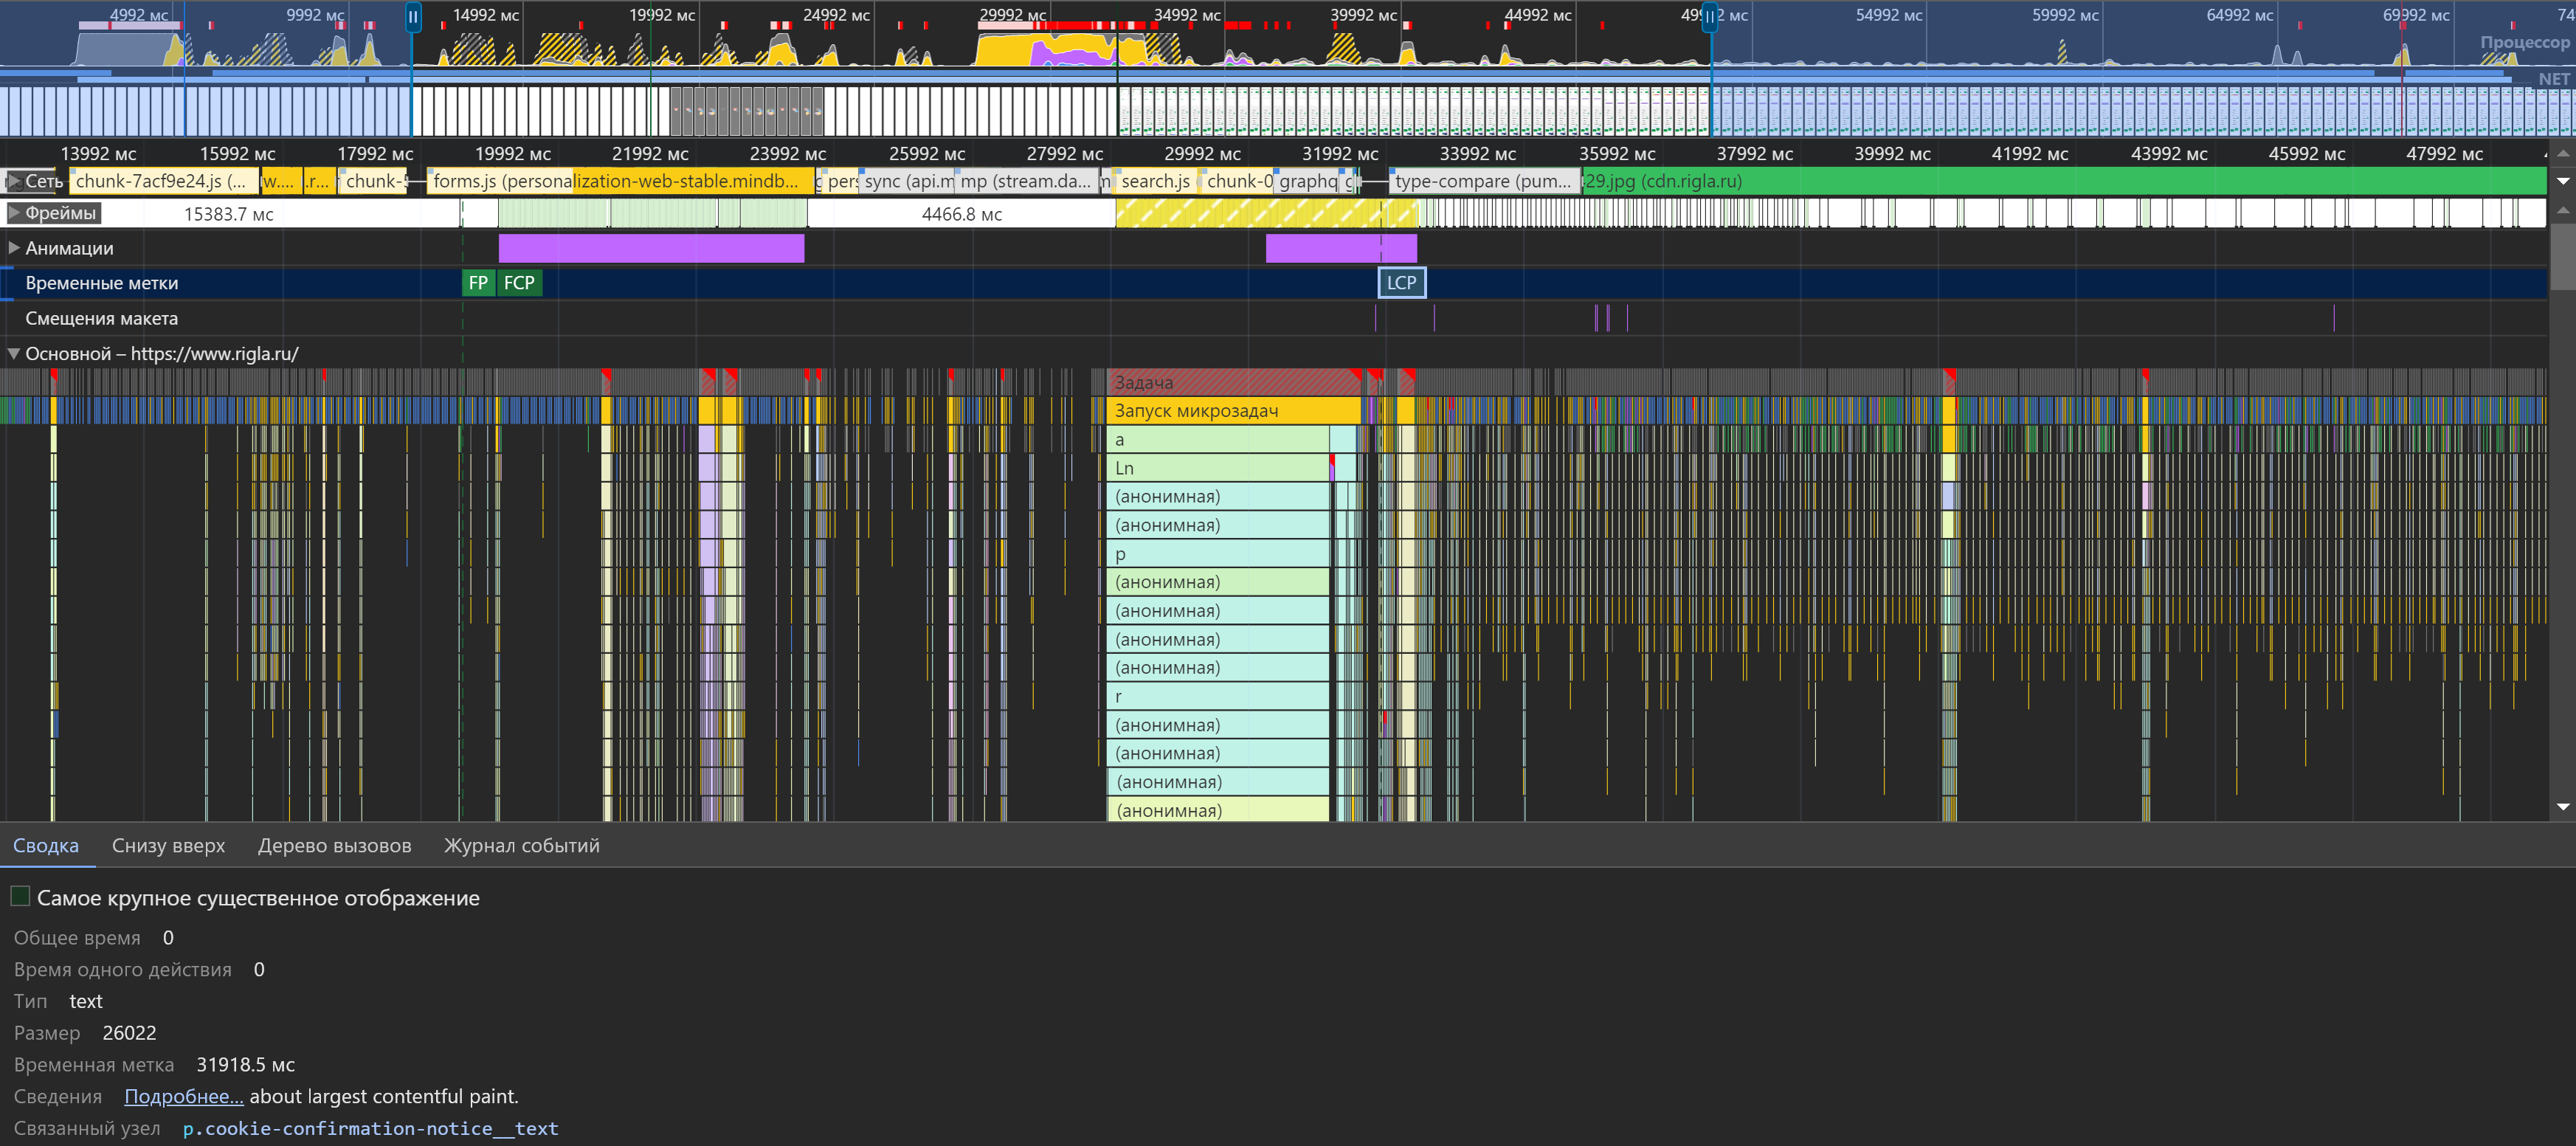 4992 мс 9992 мс 14992 мс 19992 мс 24992 мс 29992 мс 34992 мс 39992 мс 44992 мс 54992 мс 59992 мс 64992 мс 69992 мс
Процессор
NET
13992 мс 15992 мс 17992 мс 19992 мс 21992 мс 23992 мс 25992 мс 27992 мс 29992 мс 31992 мс 33992 мс 35992 мс 37992 мс 39992 мс 41992 мс 43992 мс 45992 мс 47992 мс
Сеть chunk-7acf9e24.js (... w.... .r... chunk- forms.js (personalization-web-stable.mindb... sync (api.m mp (stream.da... search.js chunk-0 graphq type-compare (pum... 29.jpg (cdn.rigla.ru)
Фреймы 15383.7 мс 4466.8 мс
Анимации
Временные метки FP FCP LCP
Смещения макета
Основной – https://www.rigla.ru/
Задача
Запуск микрозадач
a
Ln
(анонимная)
(анонимная)
p
(анонимная)
(анонимная)
(анонимная)
(анонимная)
r
(анонимная)
(анонимная)
(анонимная)
(анонимная)
Сводка Снизу вверх Дерево вызовов Журнал событий
Самое крупное существенное отображение
Общее время 0
Время одного действия 0
Тип text
Размер 26022
Временная метка 31918.5 мс
Сведения Подробнее... about largest contentful paint.
Связанный узел p.cookie-confirmation-notice__text